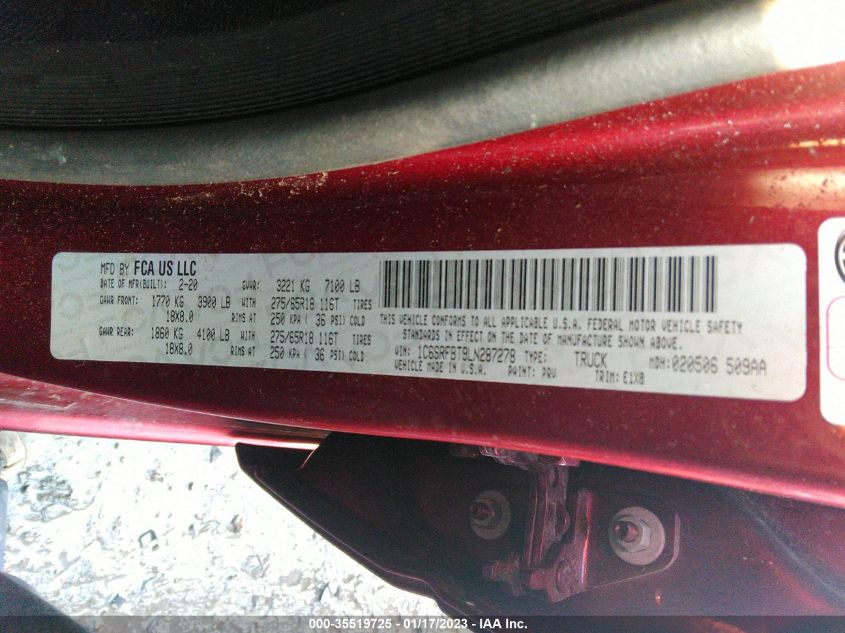 MFD BY FCA US LLC
DATE OF MFR(BUILT): 2-20 GVWR: 3221 KG 7100 LB
GAWR FRONT: 1770 KG 3900 LB WITH 275/65R18 116T TIRES
18X8.0 RIMS AT 250 KPA ( 36 PSI) COLD
GAWR REAR: 1860 KG 4100 LB WITH 275/65R18 116T TIRES
18X8.0 RIMS AT 250 KPA ( 36 PSI) COLD
THIS VEHICLE CONFORMS TO ALL APPLICABLE U.S.A. FEDERAL MOTOR VEHICLE SAFETY
STANDARDS IN EFFECT ON THE DATE OF MANUFACTURE SHOWN ABOVE.
VIN: 1C6SRFBT9LN287278 TYPE: TRUCK MDH: 020506 509AA
VEHICLE MADE IN U.S.A. PAINT: PRV TRIM: E1X8
000-35519725 - 01/17/2023 - IAA Inc.